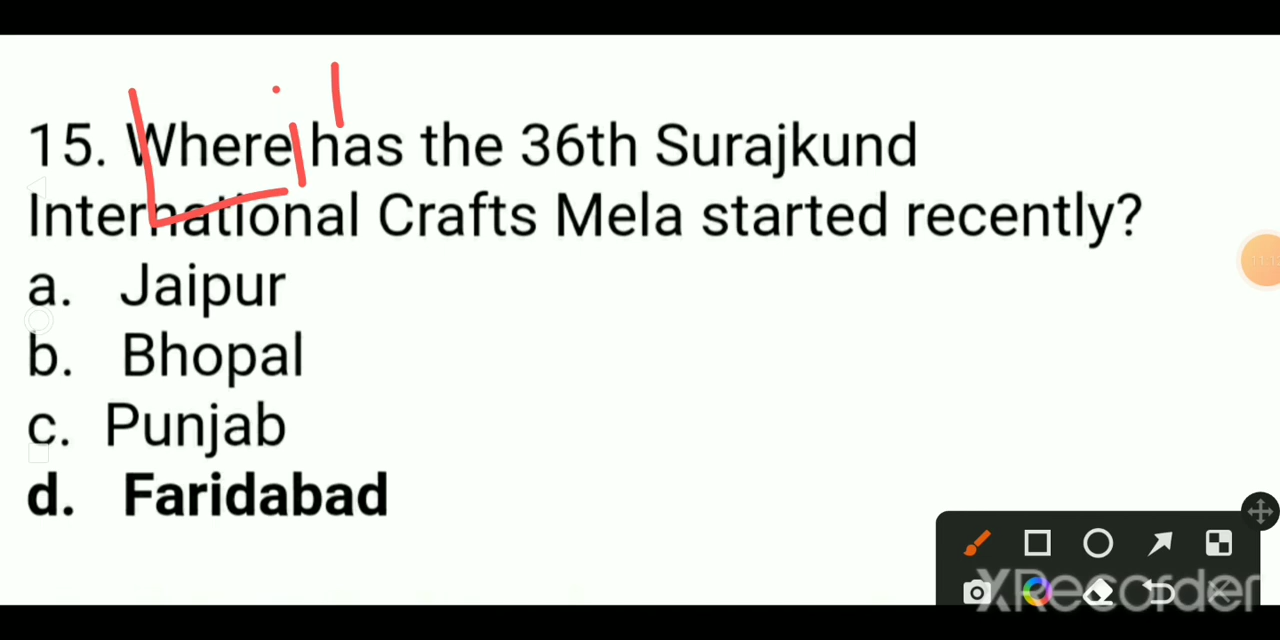 15. Where has the 36th Surajkund
International Crafts Mela started recently?
a. Jaipur
b. Bhopal
c. Punjab
d. Faridabad
XRecorder